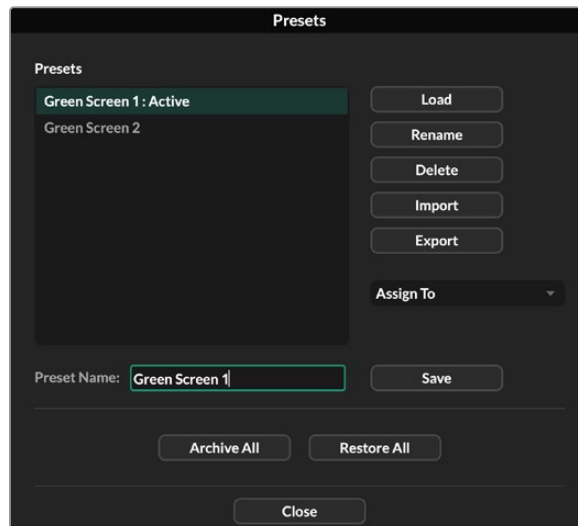 Presets
Presets
Green Screen 1 : Active
Green Screen 2
Load
Rename
Delete
Import
Export
Assign To
Preset Name: Green Screen 1
Save
Archive All
Restore All
Close